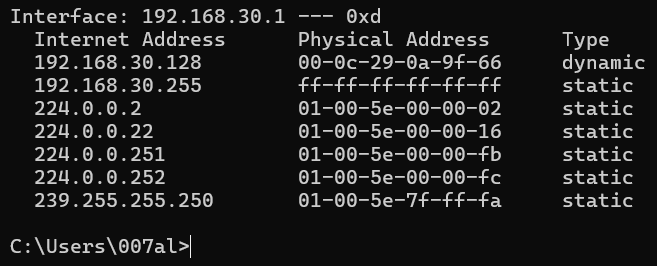 Interface: 192.168.30.1 --- 0xd
  Internet Address      Physical Address      Type
  192.168.30.128        00-0c-29-0a-9f-66     dynamic
  192.168.30.255        ff-ff-ff-ff-ff-ff     static
  224.0.0.2             01-00-5e-00-00-02     static
  224.0.0.22            01-00-5e-00-00-16     static
  224.0.0.251           01-00-5e-00-00-fb     static
  224.0.0.252           01-00-5e-00-00-fc     static
  239.255.255.250       01-00-5e-7f-ff-fa     static
C:\Users\007al>